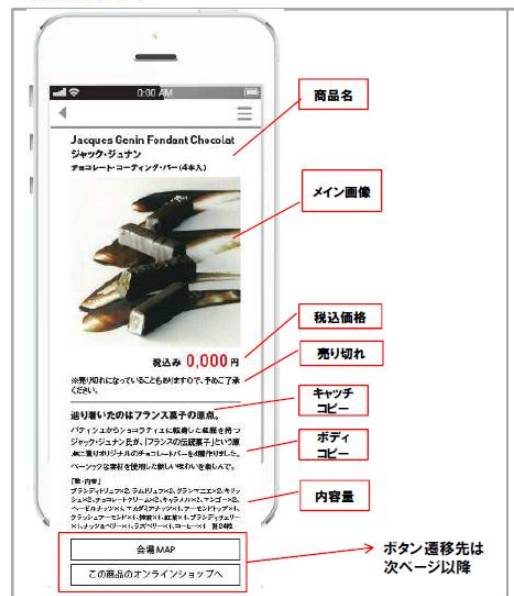 0:00 AM
Jacques Genin Fondant Chocolat
ジャック・ジュナン
チョコレート・コーティング・バー(4本入)
税込み 0,000 円
※売り切れになっていることもありますので、予めご了承
ください。
辿り着いたのはフランス菓子の原点。
パティシエからショコラティエに転身した経歴を持つ
ジャック・ジュナン氏が、「フランスの伝統菓子」という原
点に還りオリジナルのチョコレートバーを4種作りました。
ベーシックな素材を使用した新しい味わいを楽しんで。
会場MAP
この商品のオンラインショップへ
商品名
メイン画像
税込価格
売り切れ
キャッチ
コピー
ボディ
コピー
内容量
ボタン遷移先は
次ページ以降